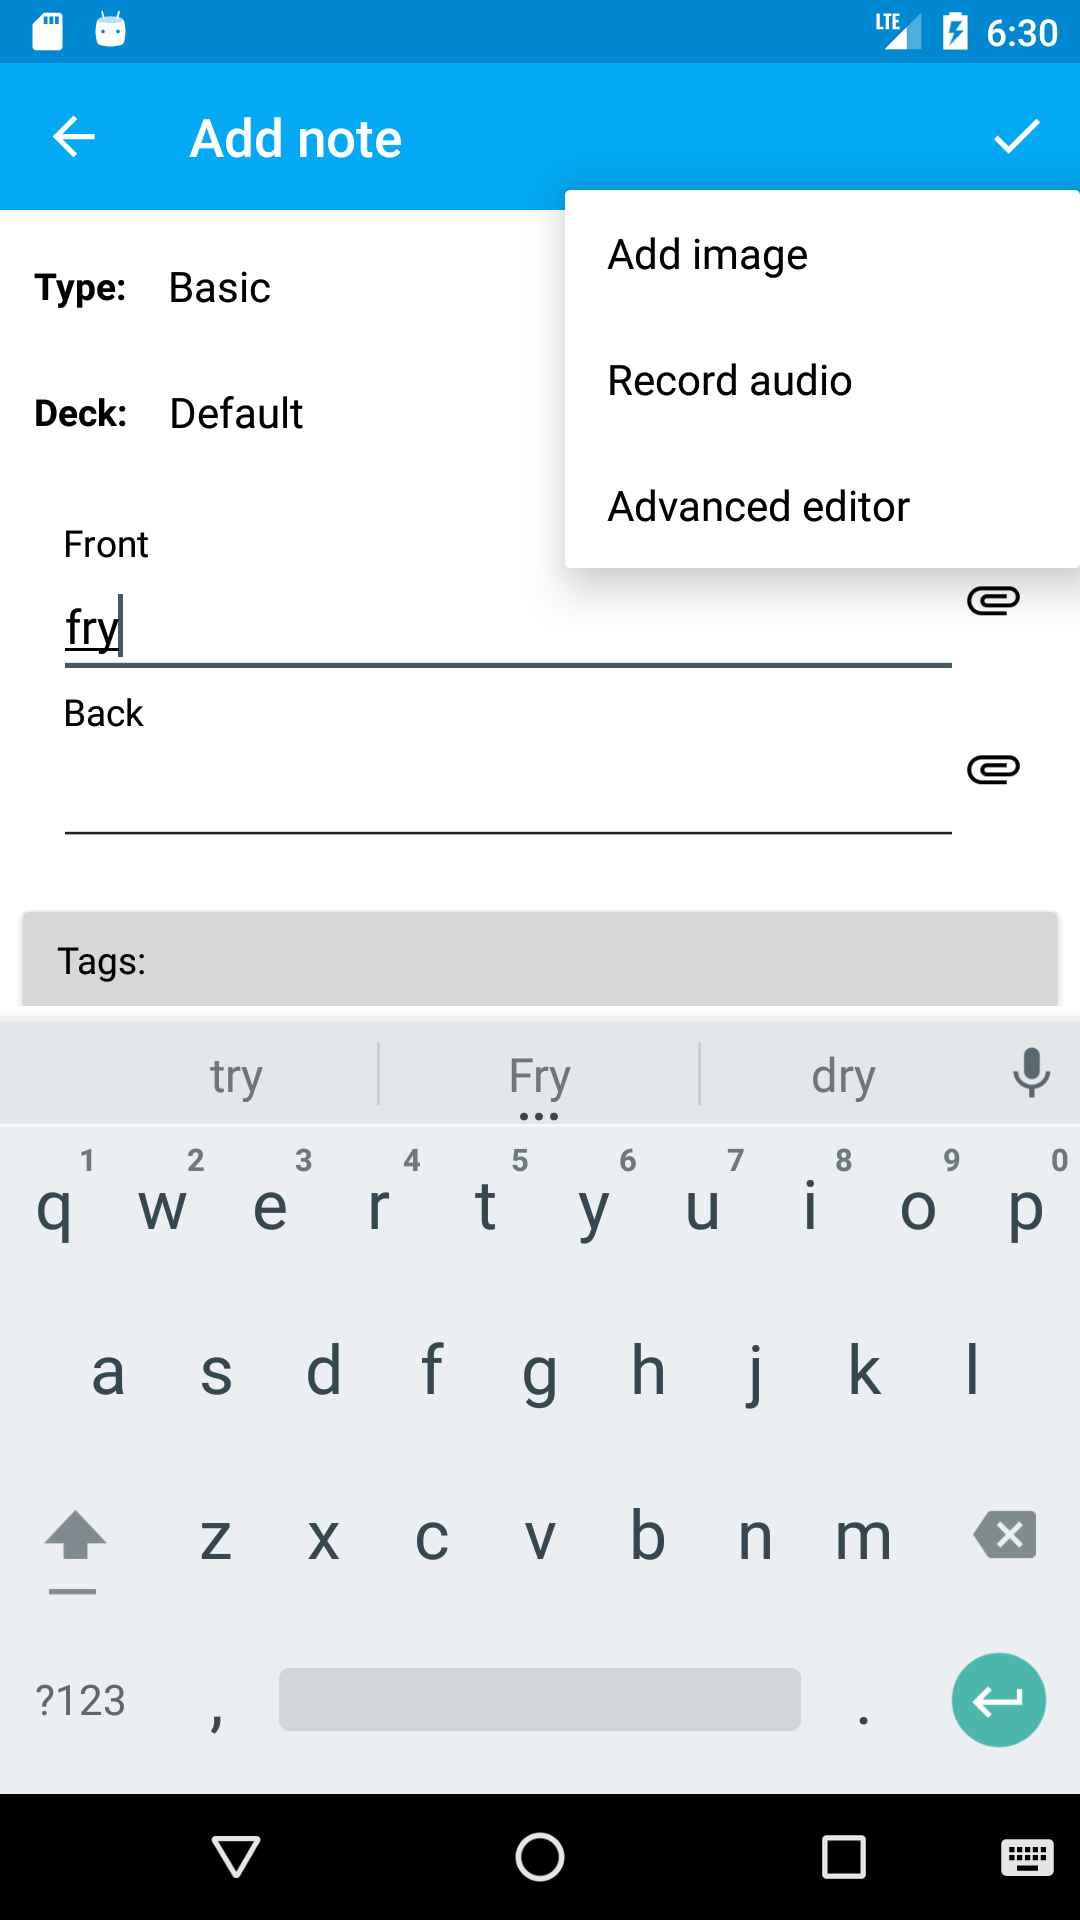 LTE 6:30
Add note
Add image
Type: Basic
Record audio
Deck: Default
Advanced editor
Front
fry
Back
Tags:
try Fry dry
1 2 3 4 5 6 7 8 9 0
q w e r t y u i o p
a s d f g h j k l
z x c v b n m
?123 , .